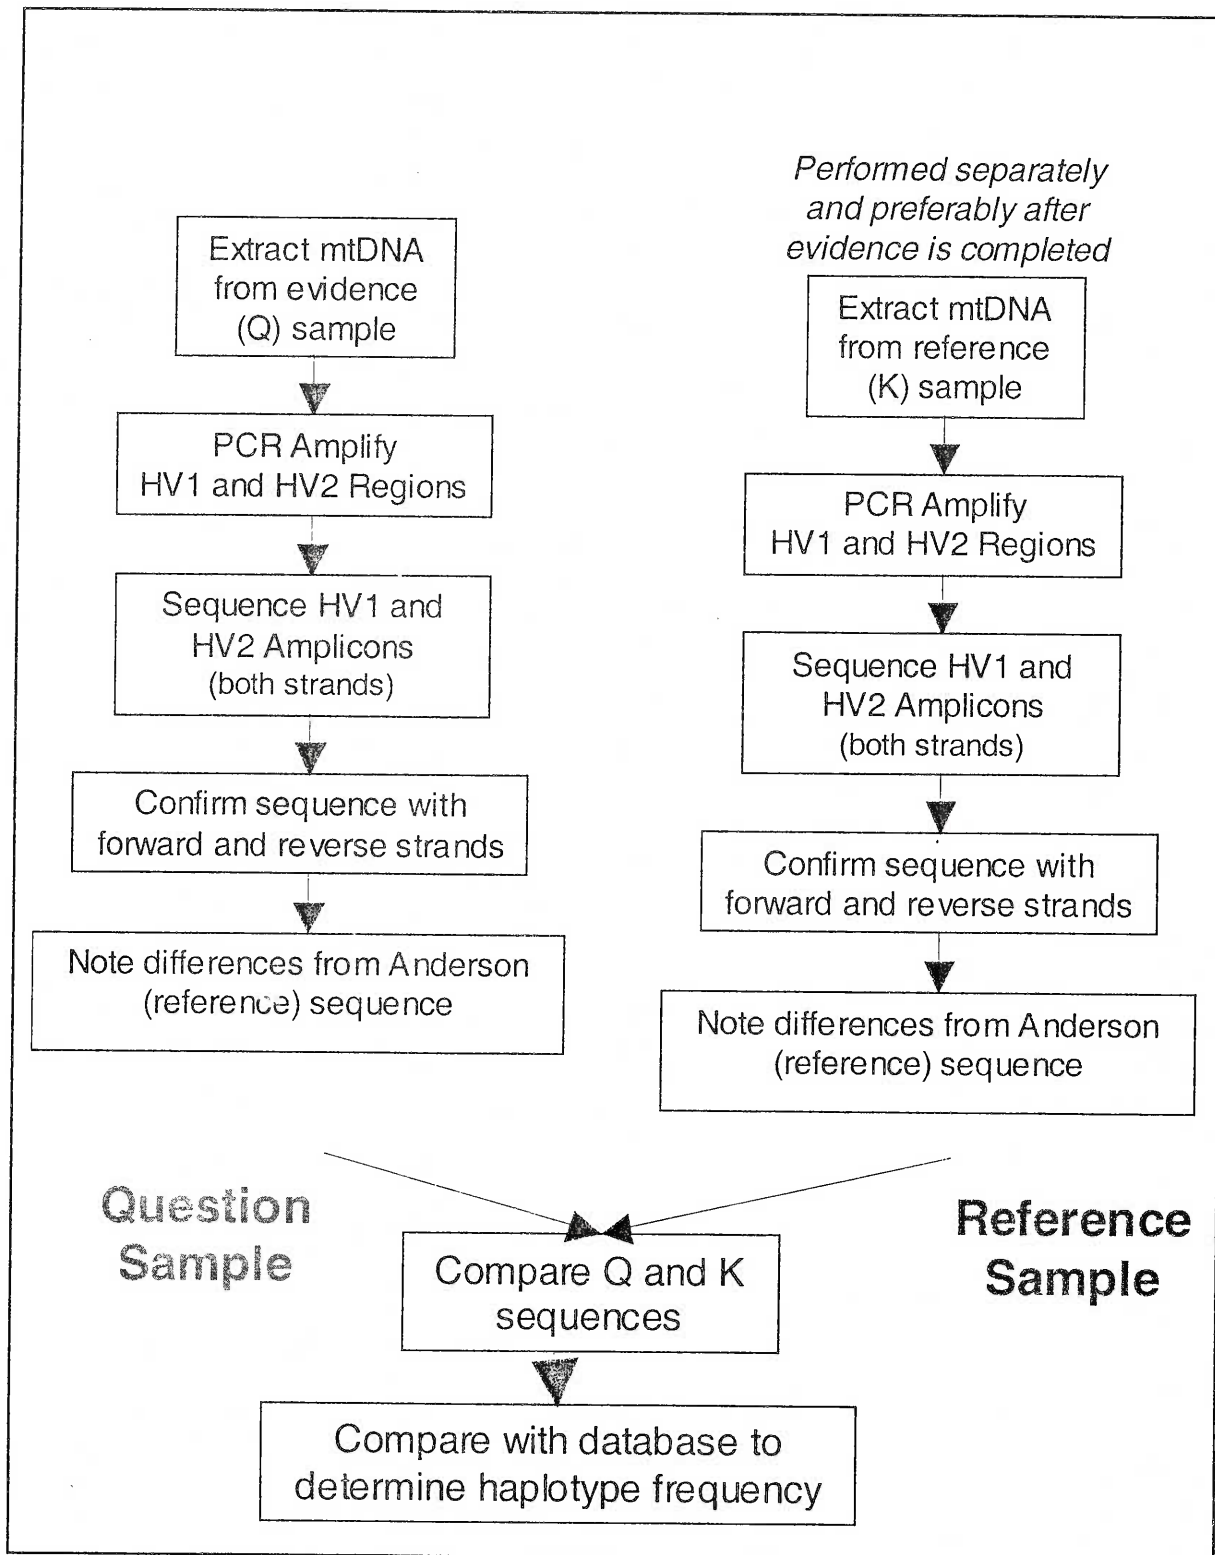 Extract mtDNA
from evidence
(Q) sample
PCR Amplify
HV1 and HV2 Regions
Sequence HV1 and
HV2 Amplicons
(both strands)
Confirm sequence with
forward and reverse strands
Note differences from Anderson
(reference) sequence
Question
Sample
Performed separately
and preferably after
evidence is completed
Extract mtDNA
from reference
(K) sample
PCR Amplify
HV1 and HV2 Regions
Sequence HV1 and
HV2 Amplicons
(both strands)
Confirm sequence with
forward and reverse strands
Note differences from Anderson
(reference) sequence
Reference
Sample
Compare Q and K
sequences
Compare with database to
determine haplotype frequency